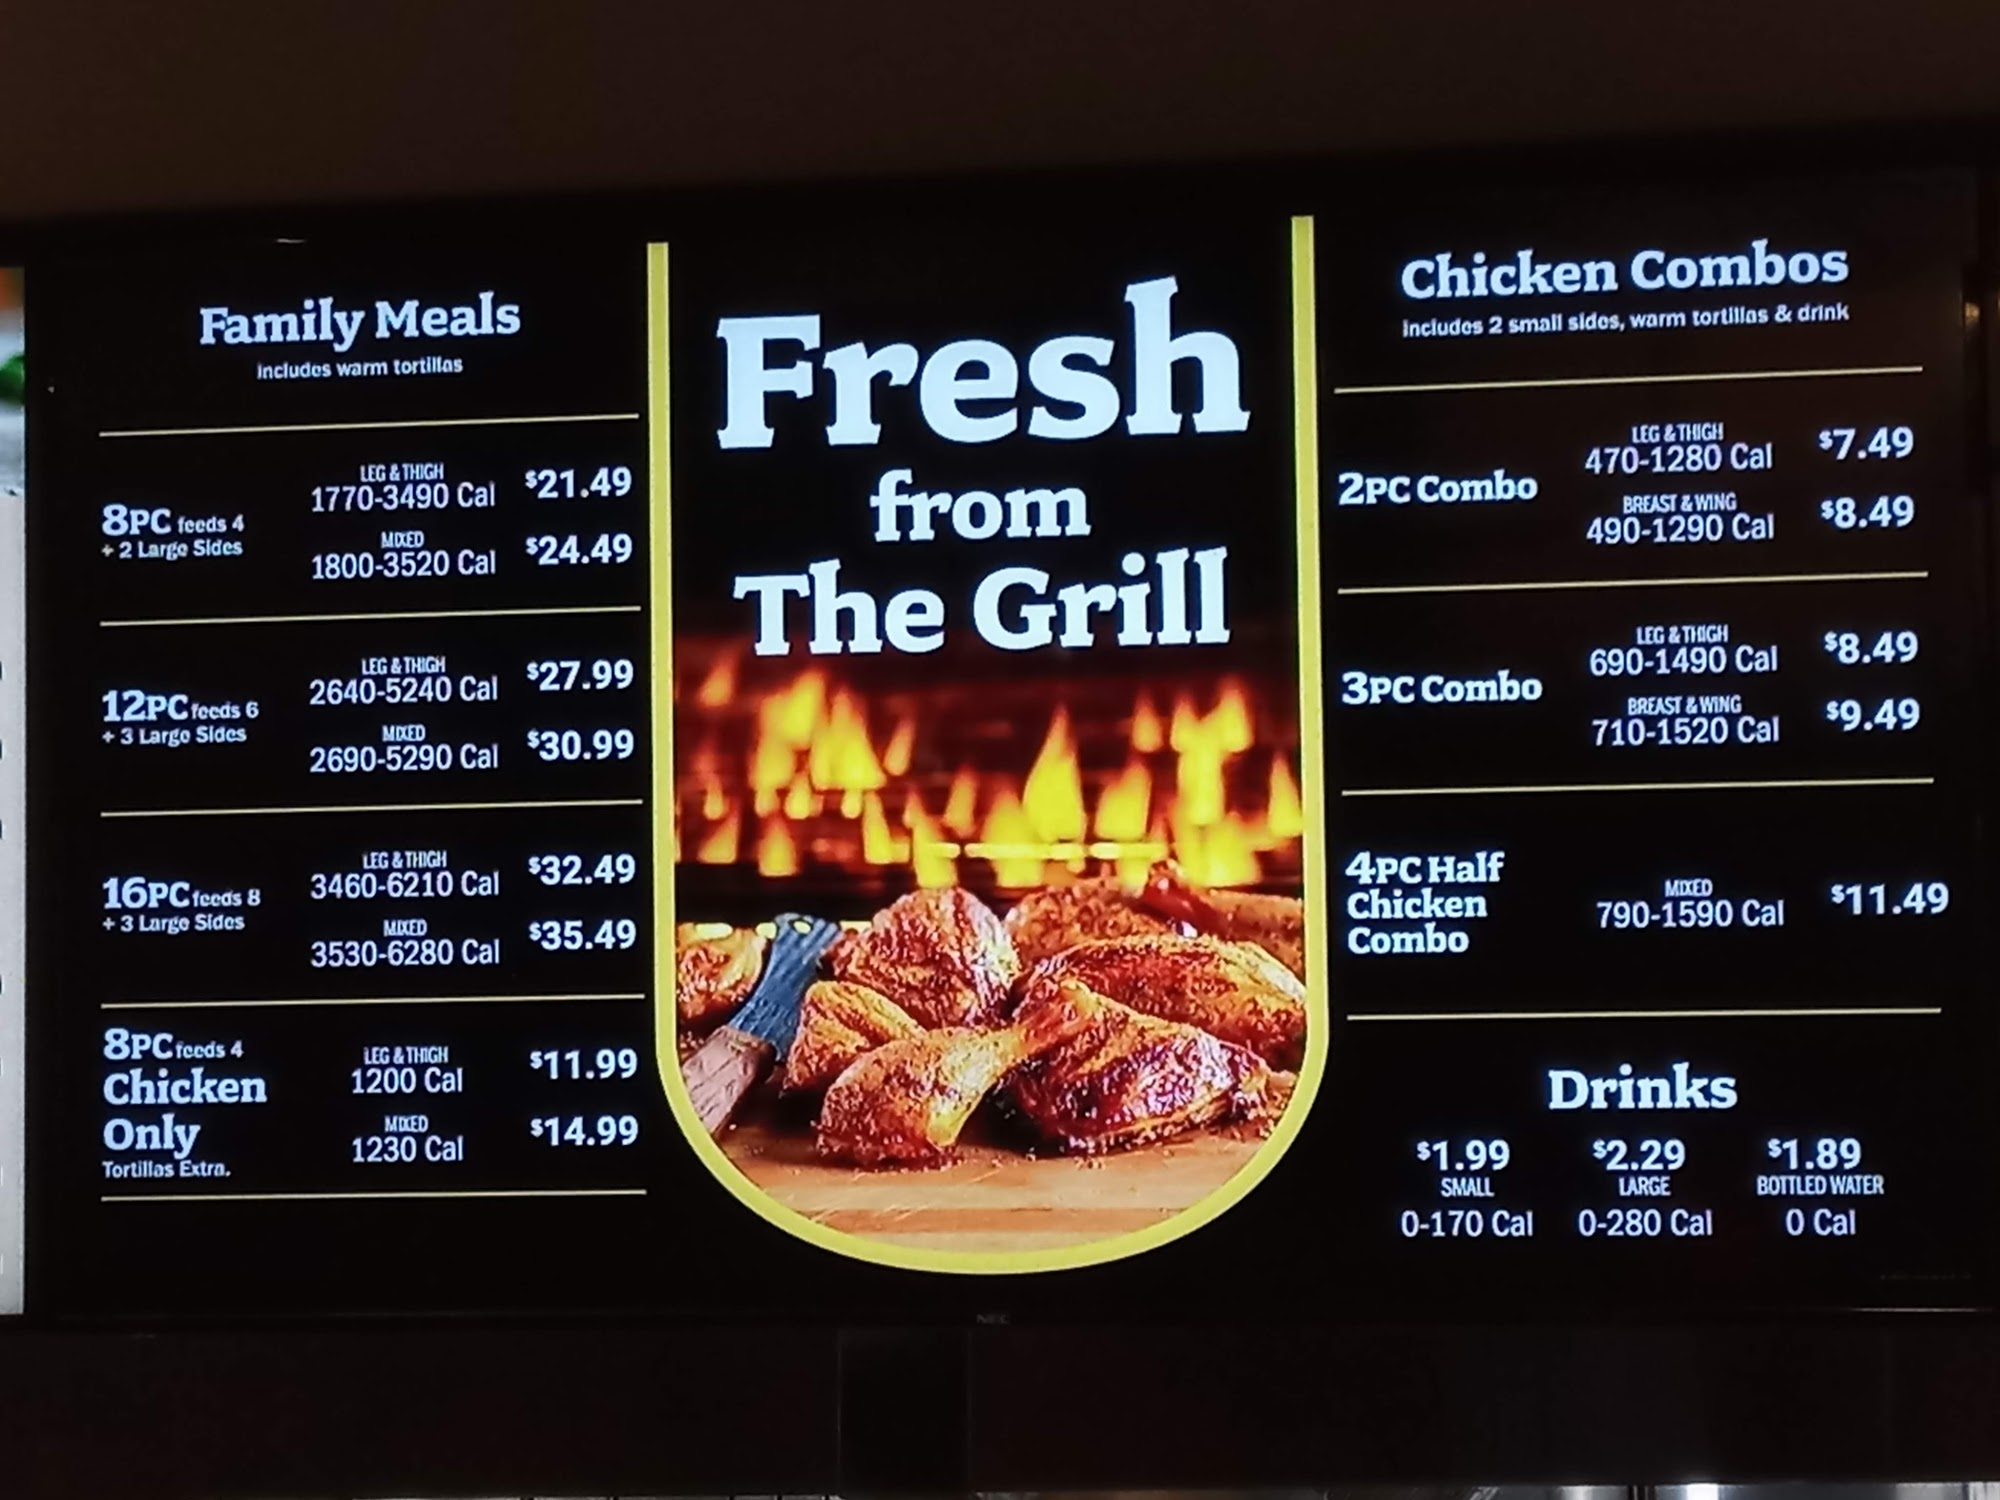 Family Meals
includes warm tortillas
8PC feeds 4
+ 2 Large Sides
LEG & THIGH
1770-3490 Cal $21.49
MIXED
1800-3520 Cal $24.49
12PC feeds 6
+ 3 Large Sides
LEG & THIGH
2640-5240 Cal $27.99
MIXED
2690-5290 Cal $30.99
16PC feeds 8
+ 3 Large Sides
LEG & THIGH
3460-6210 Cal $32.49
MIXED
3530-6280 Cal $35.49
8PC feeds 4
Chicken
Only
Tortillas Extra.
LEG & THIGH
1200 Cal $11.99
MIXED
1230 Cal $14.99
Fresh
from
The Grill
Chicken Combos
includes 2 small sides, warm tortillas & drink
2PC Combo
LEG & THIGH
470-1280 Cal $7.49
BREAST & WING
490-1290 Cal $8.49
3PC Combo
LEG & THIGH
690-1490 Cal $8.49
BREAST & WING
710-1520 Cal $9.49
4PC Half
Chicken
Combo
MIXED
790-1590 Cal $11.49
Drinks
$1.99 $2.29 $1.89
SMALL LARGE BOTTLED WATER
0-170 Cal 0-280 Cal 0 Cal
NEC